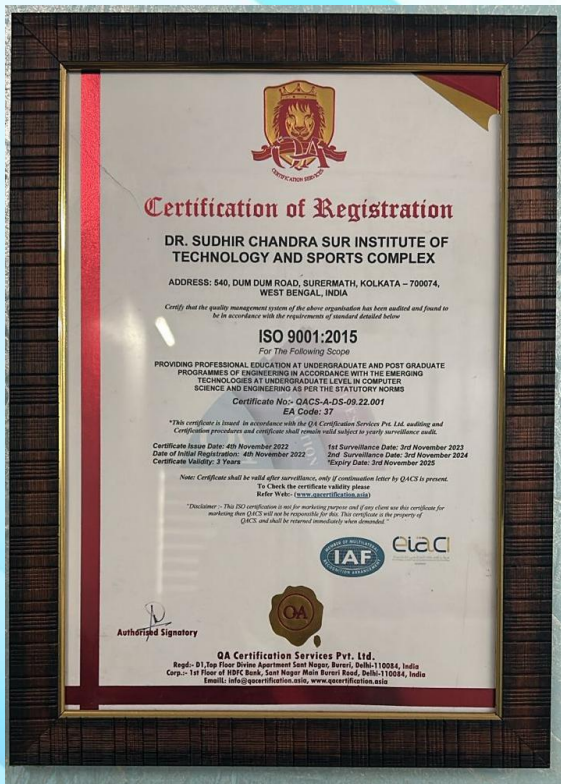 QA
CERTIFICATION SERVICES
Certification of Registration
DR. SUDHIR CHANDRA SUR INSTITUTE OF
TECHNOLOGY AND SPORTS COMPLEX
ADDRESS: 540, DUM DUM ROAD, SURERMATH, KOLKATA – 700074,
WEST BENGAL, INDIA
Certify that the quality management system of the above organisation has been audited and found to
be in accordance with the requirements of standard detailed below
ISO 9001:2015
For The Following Scope
PROVIDING PROFESSIONAL EDUCATION AT UNDERGRADUATE AND POST GRADUATE
PROGRAMMES OF ENGINEERING IN ACCORDANCE WITH THE EMERGING
TECHNOLOGIES AT UNDERGRADUATE LEVEL IN COMPUTER
SCIENCE AND ENGINEERING AS PER THE STATUTORY NORMS
Certificate No:- QACS-A-DS-09.22.001
EA Code: 37
"This certificate is issued in accordance with the QA Certification Services Pvt. Ltd. auditing and
Certification procedures and certificate shall remain valid subject to yearly surveillance audit.
Certificate Issue Date: 4th November 2022 1st Surveillance Date: 3rd November 2023
Date of Initial Registration: 4th November 2022 2nd Surveillance Date: 3rd November 2024
Certificate Validity: 3 Years *Expiry Date: 3rd November 2025
Note: Certificate shall be valid after surveillance, only if continuation letter by QACS is present.
To Check the certificate validity please
Refer Web:- (www.qacertification.asia)
"Disclaimer :- This ISO certification is not for marketing purpose and if any client use this certificate for
marketing then QACS will not be responsible for this. This certificate is the property of
QACS. and shall be returned immediately when demanded."
MEMBER OF MULTILATERAL
IAF
RECOGNITION ARRANGEMENT
eiaci
QA
Authorised Signatory
QA Certification Services Pvt. Ltd.
Regd:- D1,Top Floor Divine Apartment Sant Nagar, Burari, Delhi-110084, India
Corp.:- 1st Floor of HDFC Bank, Sant Nagar Main Burari Road, Delhi-110084, India
EmailL: info@qacertification.asia, www.qacertification.asia